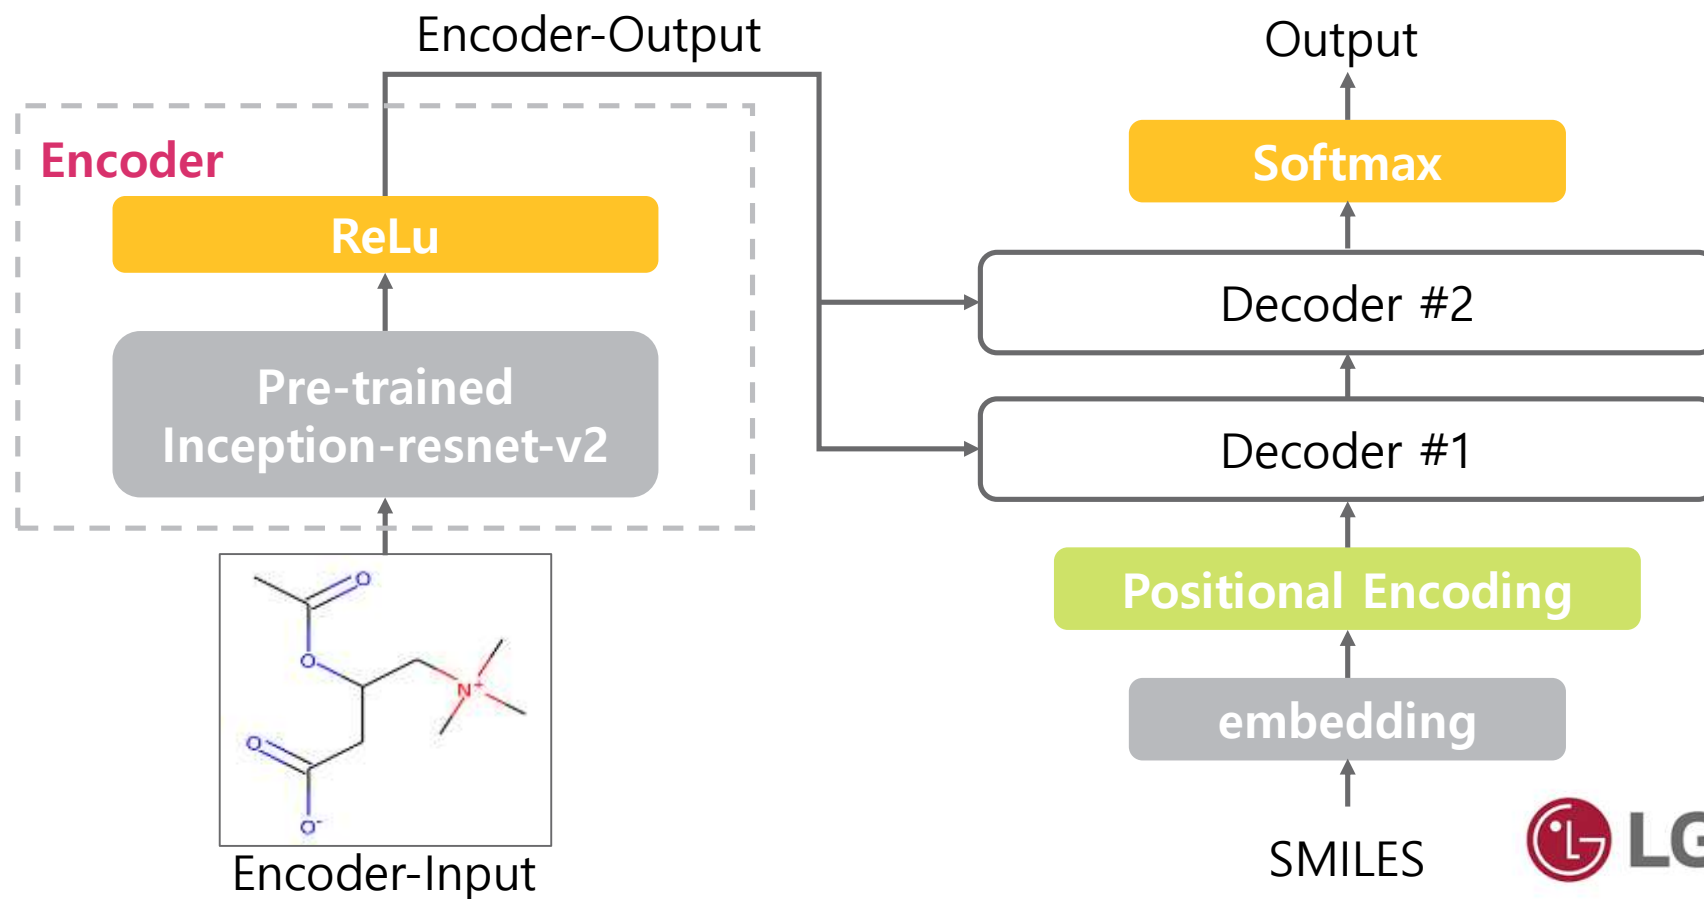 Encoder-Output
Output
Encoder
Softmax
ReLu
Decoder #2
Pre-trained
Inception-resnet-v2
Decoder #1
Positional Encoding
embedding
SMILES
O
O
N+
O
O-
Encoder-Input
LG